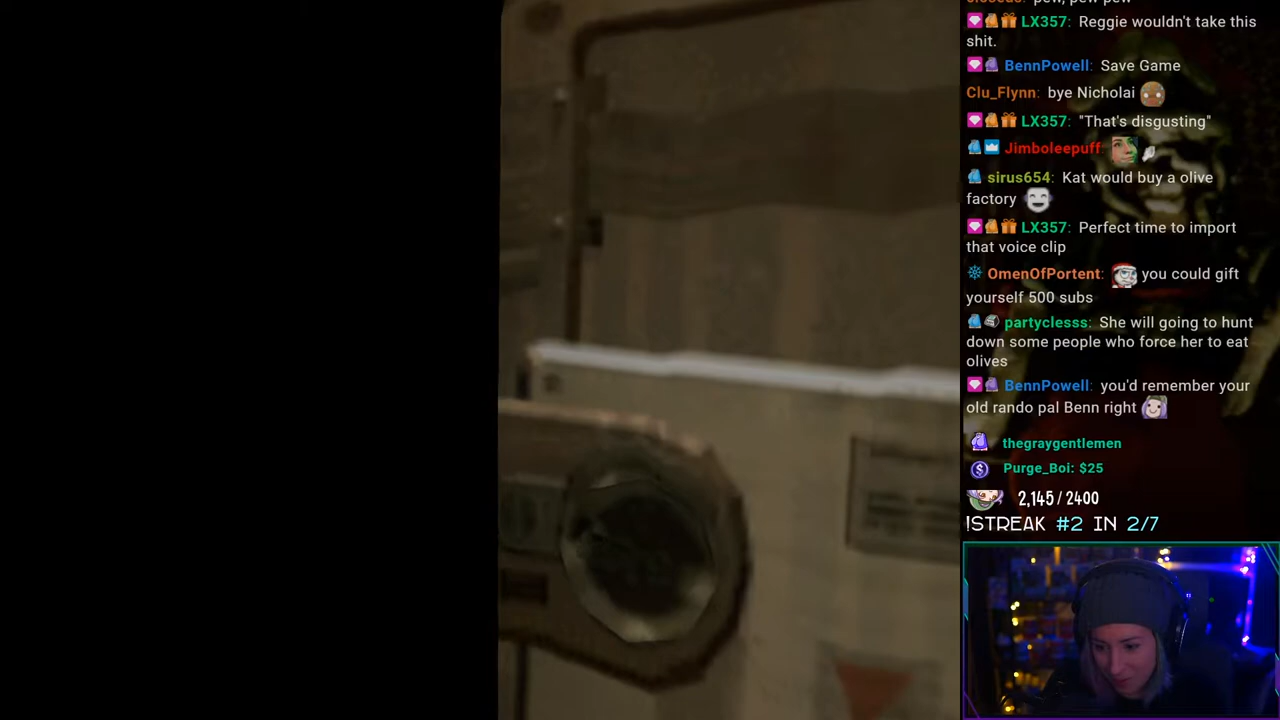 LX357: Reggie wouldn't take this
shit.
BennPowell: Save Game
Clu_Flynn: bye Nicholai
LX357: "That's disgusting"
Jimboleepuff:
sirus654: Kat would buy a olive
factory
LX357: Perfect time to import
that voice clip
OmenOfPortent: you could gift
yourself 500 subs
partyclesss: She will going to hunt
down some people who force her to eat
olives
BennPowell: you'd remember your
old rando pal Benn right
thegraygentlemen
Purge_Boi: $25
2,145 / 2400
!STREAK #2 IN 2/7